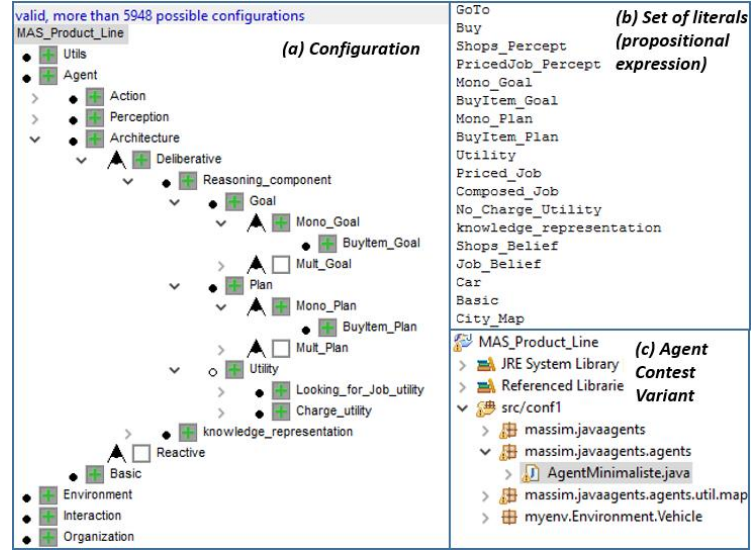 valid, more than 5948 possible configurations
MAS_Product_Line
(a) Configuration
Utils
Agent
Action
Perception
Architecture
Deliberative
Reasoning_component
Goal
Mono_Goal
BuyItem_Goal
Mult_Goal
Plan
Mono_Plan
BuyItem_Plan
Mult_Plan
Utility
Looking_for_Job_utility
Charge_utility
knowledge_representation
Reactive
Basic
Environment
Interaction
Organization
(b) Set of literals
(propositional
expression)
GoTo
Buy
Shops_Percept
PricedJob_Percept
Mono_Goal
BuyItem_Goal
Mono_Plan
BuyItem_Plan
Utility
Priced_Job
Composed_Job
No_Charge_Utility
knowledge_representation
Shops_Belief
Job_Belief
Car
Basic
City_Map
(c) Agent
Contest
Variant
MAS_Product_Line
JRE System Library
Referenced Librarie
src/conf1
massim.javaagents
massim.javaagents.agents
AgentMinimaliste.java
massim.javaagents.agents.util.map
myenv.Environment.Vehicle